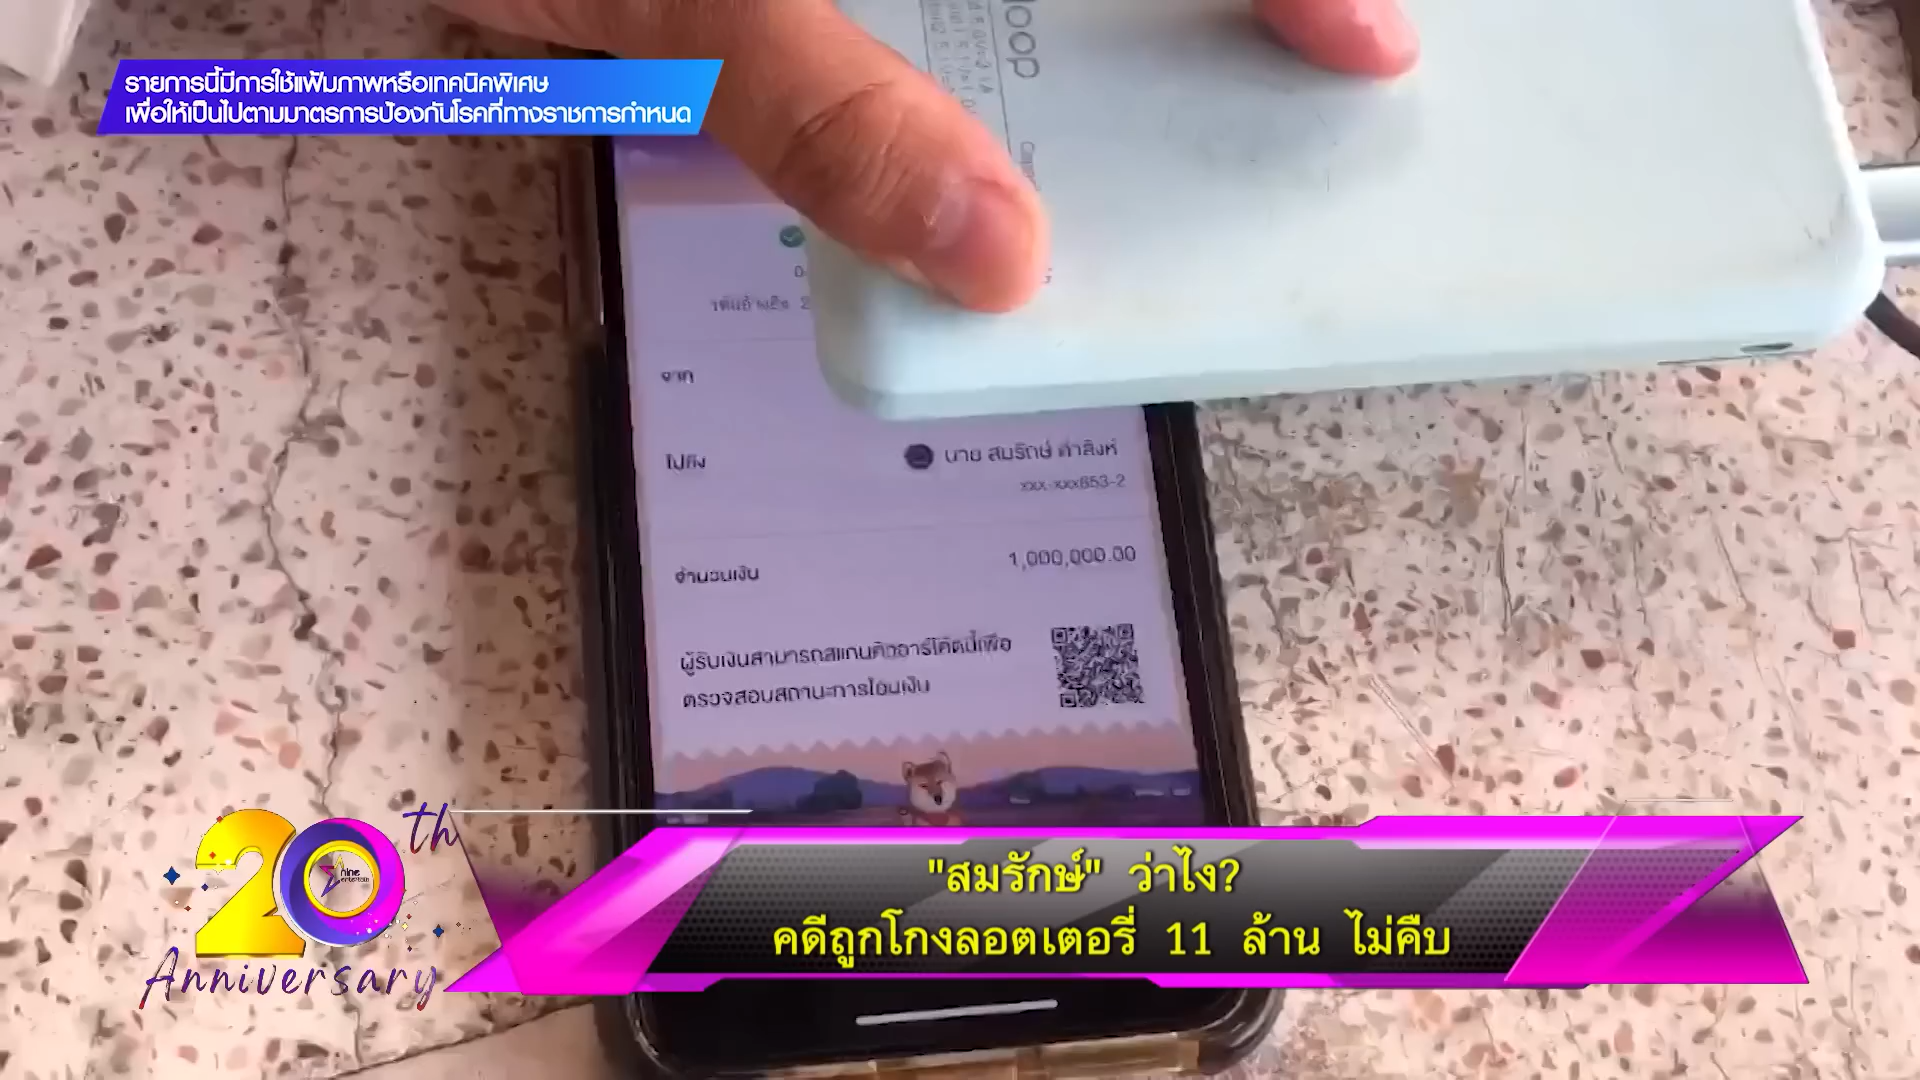 รายการนี้มีการใช้แฟ้มภาพหรือเทคนิคพิเศษ
เพื่อให้เป็นไปตามมาตรการป้องกันโรคที่ทางราชการกำหนด
loop
จาก
ไปถึง
นาย สมรักษ์ คำสิงห์
xxx-xxx653-2
จำนวนเงิน
1,000,000.00
ผู้รับเงินสามารถสแกนคิวอาร์โค้ดนี้เพื่อ
ตรวจสอบสถานะการโอนเงิน
20th
Anniversary
"สมรักษ์" ว่าไง?
คดีถูกโกงลอตเตอรี่ 11 ล้าน ไม่คืบ